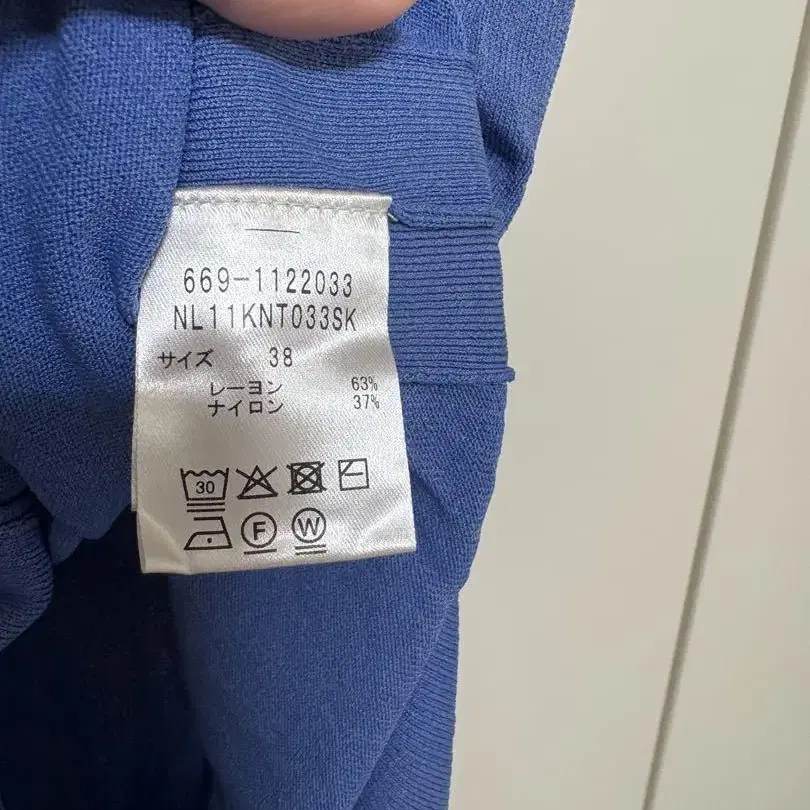 669-1122033
NL11KNT033SK
サイズ 38
レーヨン 63%
ナイロン 37%
30
F W